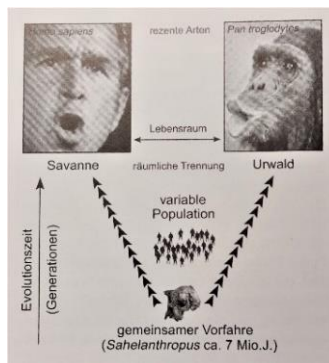 Homo sapiens
rezente Arten
Pan troglodytes
Lebensraum
Savanne
räumliche Trennung
Urwald
variable
Population
Evolutionszeit
(Generationen)
gemeinsamer Vorfahre
(Sahelanthropus ca. 7 Mio.J.)